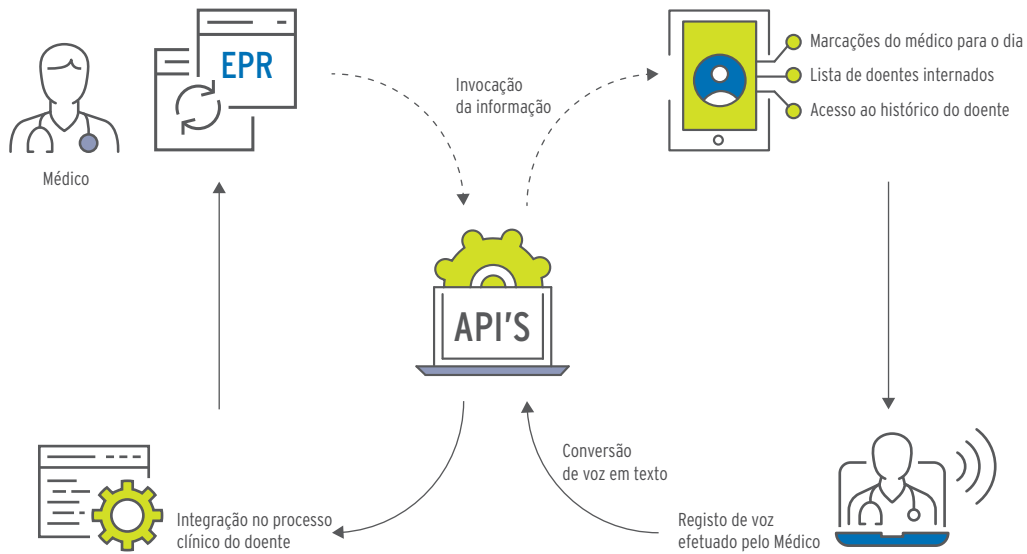 EPR
Médico
Invocação
da informação
Marcações do médico para o dia
Lista de doentes internados
Acesso ao histórico do doente
API'S
Conversão
de voz em texto
Integração no processo
clínico do doente
Registo de voz
efetuado pelo Médico